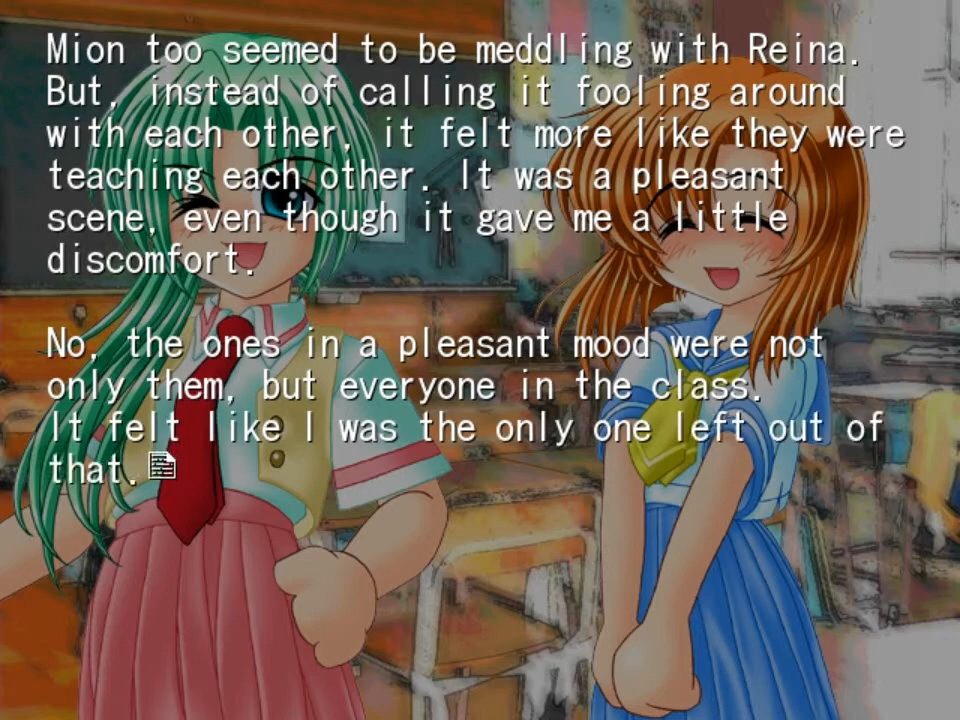 Mion too seemed to be meddling with Reina.
But, instead of calling it fooling around
with each other, it felt more like they were
teaching each other. It was a pleasant
scene, even though it gave me a little
discomfort.
No, the ones in a pleasant mood were not
only them, but everyone in the class.
It felt like I was the only one left out of
that.